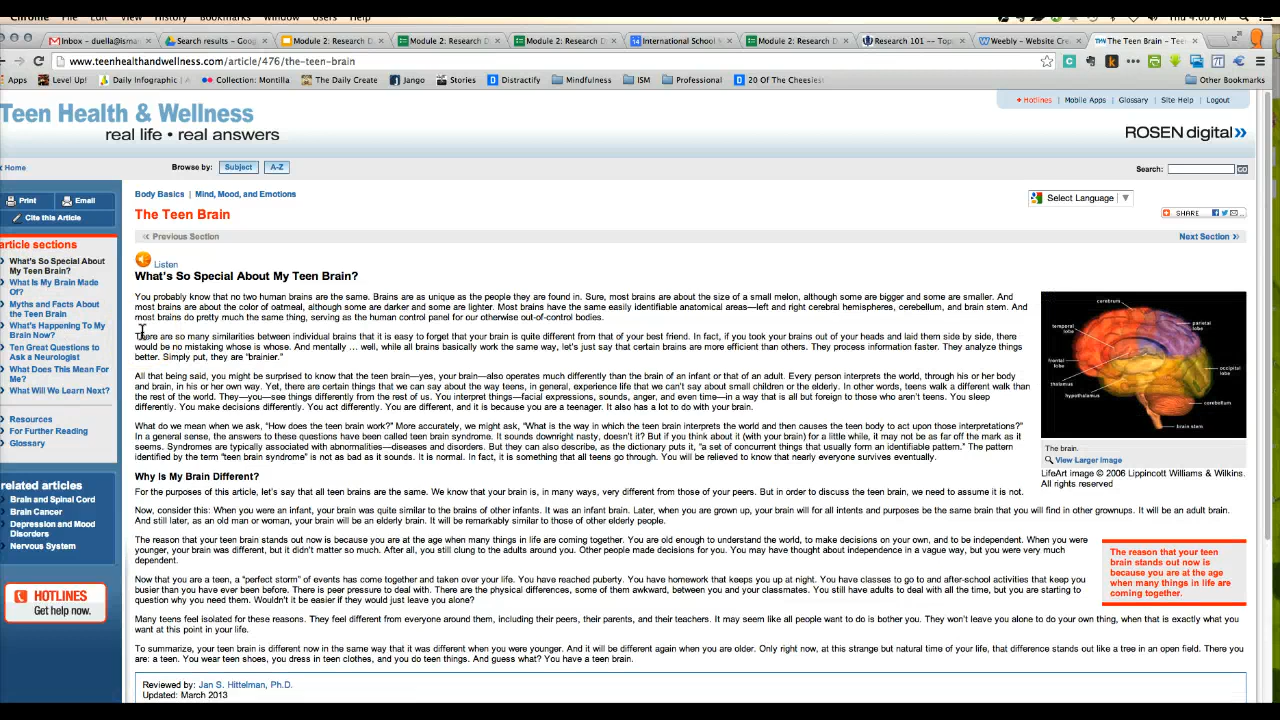 Chrome File Edit View History Bookmarks Window Users Help Thu 4:00 PM
Inbox - duella@isma Search results - Goog Module 2: Research D Module 2: Research D Module 2: Research D International School Module 2: Research D Research 101 -- Top Weebly - Website Crea The Teen Brain - Teen
www.teenhealthandwellness.com/article/476/the-teen-brain
Apps Level Up! Daily Infographic | Collection: Montilla The Daily Create Jango Stories Distractify Mindfulness ISM Professional 20 Of The Cheesiest Other Bookmarks
Hotlines Mobile Apps Glossary Site Help Logout
Teen Health & Wellness
real life • real answers
ROSEN digital»
Home
Browse by: Subject A-Z
Search: GO
Print Email
Cite this Article
article sections
What's So Special About
My Teen Brain?
What Is My Brain Made
Of?
Myths and Facts About
the Teen Brain
What's Happening To My
Brain Now?
Ten Great Questions to
Ask a Neurologist
What Does This Mean For
Me?
What Will We Learn Next?
Resources
For Further Reading
Glossary
related articles
Brain and Spinal Cord
Brain Cancer
Depression and Mood
Disorders
Nervous System
HOTLINES
Get help now.
Body Basics | Mind, Mood, and Emotions
Select Language ▼
The Teen Brain
SHARE
« Previous Section
Next Section »
Listen
What's So Special About My Teen Brain?
You probably know that no two human brains are the same. Brains are as unique as the people they are found in. Sure, most brains are about the size of a small melon, although some are bigger and some are smaller. And
most brains are about the color of oatmeal, although some are darker and some are lighter. Most brains have the same easily identifiable anatomical areas—left and right cerebral hemispheres, cerebellum, and brain stem. And
most brains do pretty much the same thing, serving as the human control panel for our otherwise out-of-control bodies.
There are so many similarities between individual brains that it is easy to forget that your brain is quite different from that of your best friend. In fact, if you took your brains out of your heads and laid them side by side, there
would be no mistaking whose is whose. And mentally … well, while all brains basically work the same way, let's just say that certain brains are more efficient than others. They process information faster. They analyze things
better. Simply put, they are "brainier."
All that being said, you might be surprised to know that the teen brain—yes, your brain—also operates much differently than the brain of an infant or that of an adult. Every person interprets the world, through his or her body
and brain, in his or her own way. Yet, there are certain things that we can say about the way teens, in general, experience life that we can't say about small children or the elderly. In other words, teens walk a different walk than
the rest of the world. They—you—see things differently from the rest of us. You interpret things—facial expressions, sounds, anger, and even time—in a way that is all but foreign to those who aren't teens. You sleep
differently. You make decisions differently. You act differently. You are different, and it is because you are a teenager. It also has a lot to do with your brain.
What do we mean when we ask, "How does the teen brain work?" More accurately, we might ask, "What is the way in which the teen brain interprets the world and then causes the teen body to act upon those interpretations?"
In a general sense, the answers to these questions have been called teen brain syndrome. It sounds downright nasty, doesn't it? But if you think about it (with your brain) for a little while, it may not be as far off the mark as it
seems. Syndromes are typically associated with abnormalities—diseases and disorders. But they can also describe, as the dictionary puts it, "a set of concurrent things that usually form an identifiable pattern." The pattern
identified by the term "teen brain syndrome" is not as bad as it sounds. It is normal. In fact, it is something that all teens go through. You will be relieved to know that nearly everyone survives eventually.
cerebrum
temporal lobe
parietal lobe
frontal lobe
occipital lobe
thalamus
hypothalamus
cerebellum
brain stem
The brain.
View Larger Image
LifeArt image © 2006 Lippincott Williams & Wilkins.
All rights reserved
Why Is My Brain Different?
For the purposes of this article, let's say that all teen brains are the same. We know that your brain is, in many ways, very different from those of your peers. But in order to discuss the teen brain, we need to assume it is not.
Now, consider this: When you were an infant, your brain was quite similar to the brains of other infants. It was an infant brain. Later, when you are grown up, your brain will for all intents and purposes be the same brain that you will find in other grownups. It will be an adult brain.
And still later, as an old man or woman, your brain will be an elderly brain. It will be remarkably similar to those of other elderly people.
The reason that your teen brain stands out now is because you are at the age when many things in life are coming together. You are old enough to understand the world, to make decisions on your own, and to be independent. When you were
younger, your brain was different, but it didn't matter so much. After all, you still clung to the adults around you. Other people made decisions for you. You may have thought about independence in a vague way, but you were very much
dependent.
The reason that your teen
brain stands out now is
because you are at the age
when many things in life are
coming together.
Now that you are a teen, a "perfect storm" of events has come together and taken over your life. You have reached puberty. You have homework that keeps you up at night. You have classes to go to and after-school activities that keep you
busier than you have ever been before. There is peer pressure to deal with. There are the physical differences, some of them awkward, between you and your classmates. You still have adults to deal with all the time, but you are starting to
question why you need them. Wouldn't it be easier if they would just leave you alone?
Many teens feel isolated for these reasons. They feel different from everyone around them, including their peers, their parents, and their teachers. It may seem like all people want to do is bother you. They won't leave you alone to do your own thing, when that is exactly what you
want at this point in your life.
To summarize, your teen brain is different now in the same way that it was different when you were younger. And it will be different again when you are older. Only right now, at this strange but natural time of your life, that difference stands out like a tree in an open field. There you
are: a teen. You wear teen shoes, you dress in teen clothes, and you do teen things. And guess what? You have a teen brain.
Reviewed by: Jan S. Hittelman, Ph.D.
Updated: March 2013